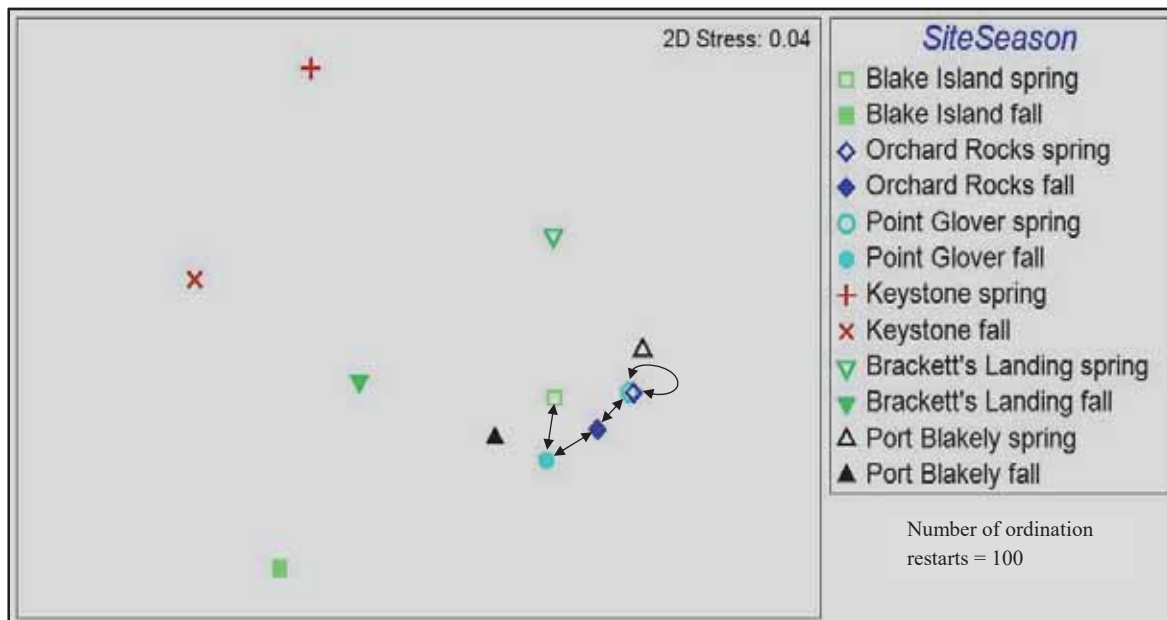 2D Stress: 0.04
SiteSeason
Blake Island spring
Blake Island fall
Orchard Rocks spring
Orchard Rocks fall
Point Glover spring
Point Glover fall
Keystone spring
Keystone fall
Brackett's Landing spring
Brackett's Landing fall
Port Blakely spring
Port Blakely fall
Number of ordination
restarts = 100